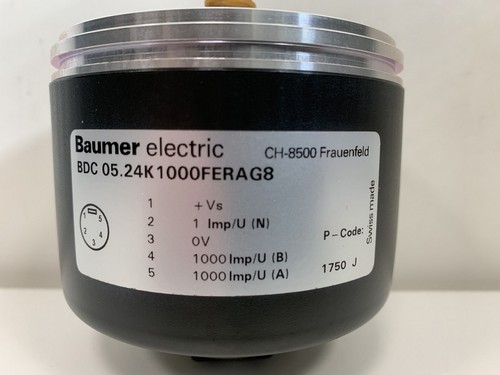 Baumer electric CH-8500 Frauenfeld
BDC 05.24K1000FERAG8
1 +Vs
2 1 Imp/U (N)
3 0V
4 1000 Imp/U (B)
5 1000 Imp/U (A)
1 5
2 4
3
P-Code:
1750 J
Swiss made